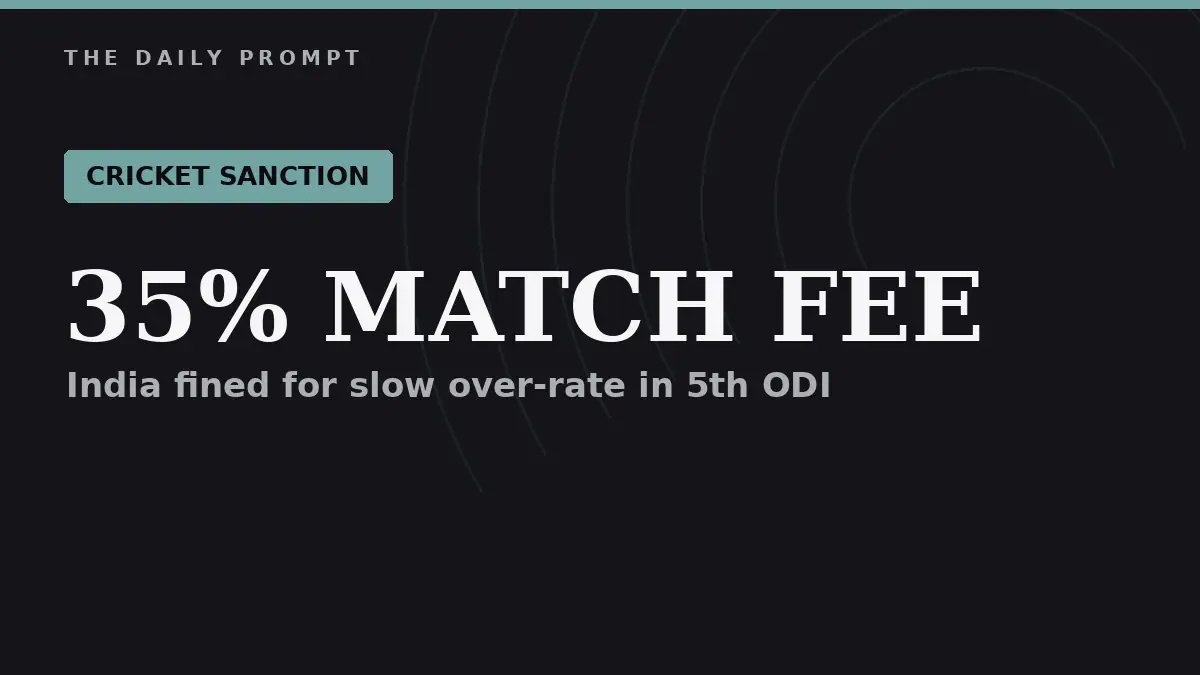 THE DAILY PROMPT
CRICKET SANCTION
35% MATCH FEE
India fined for slow over-rate in 5th ODI